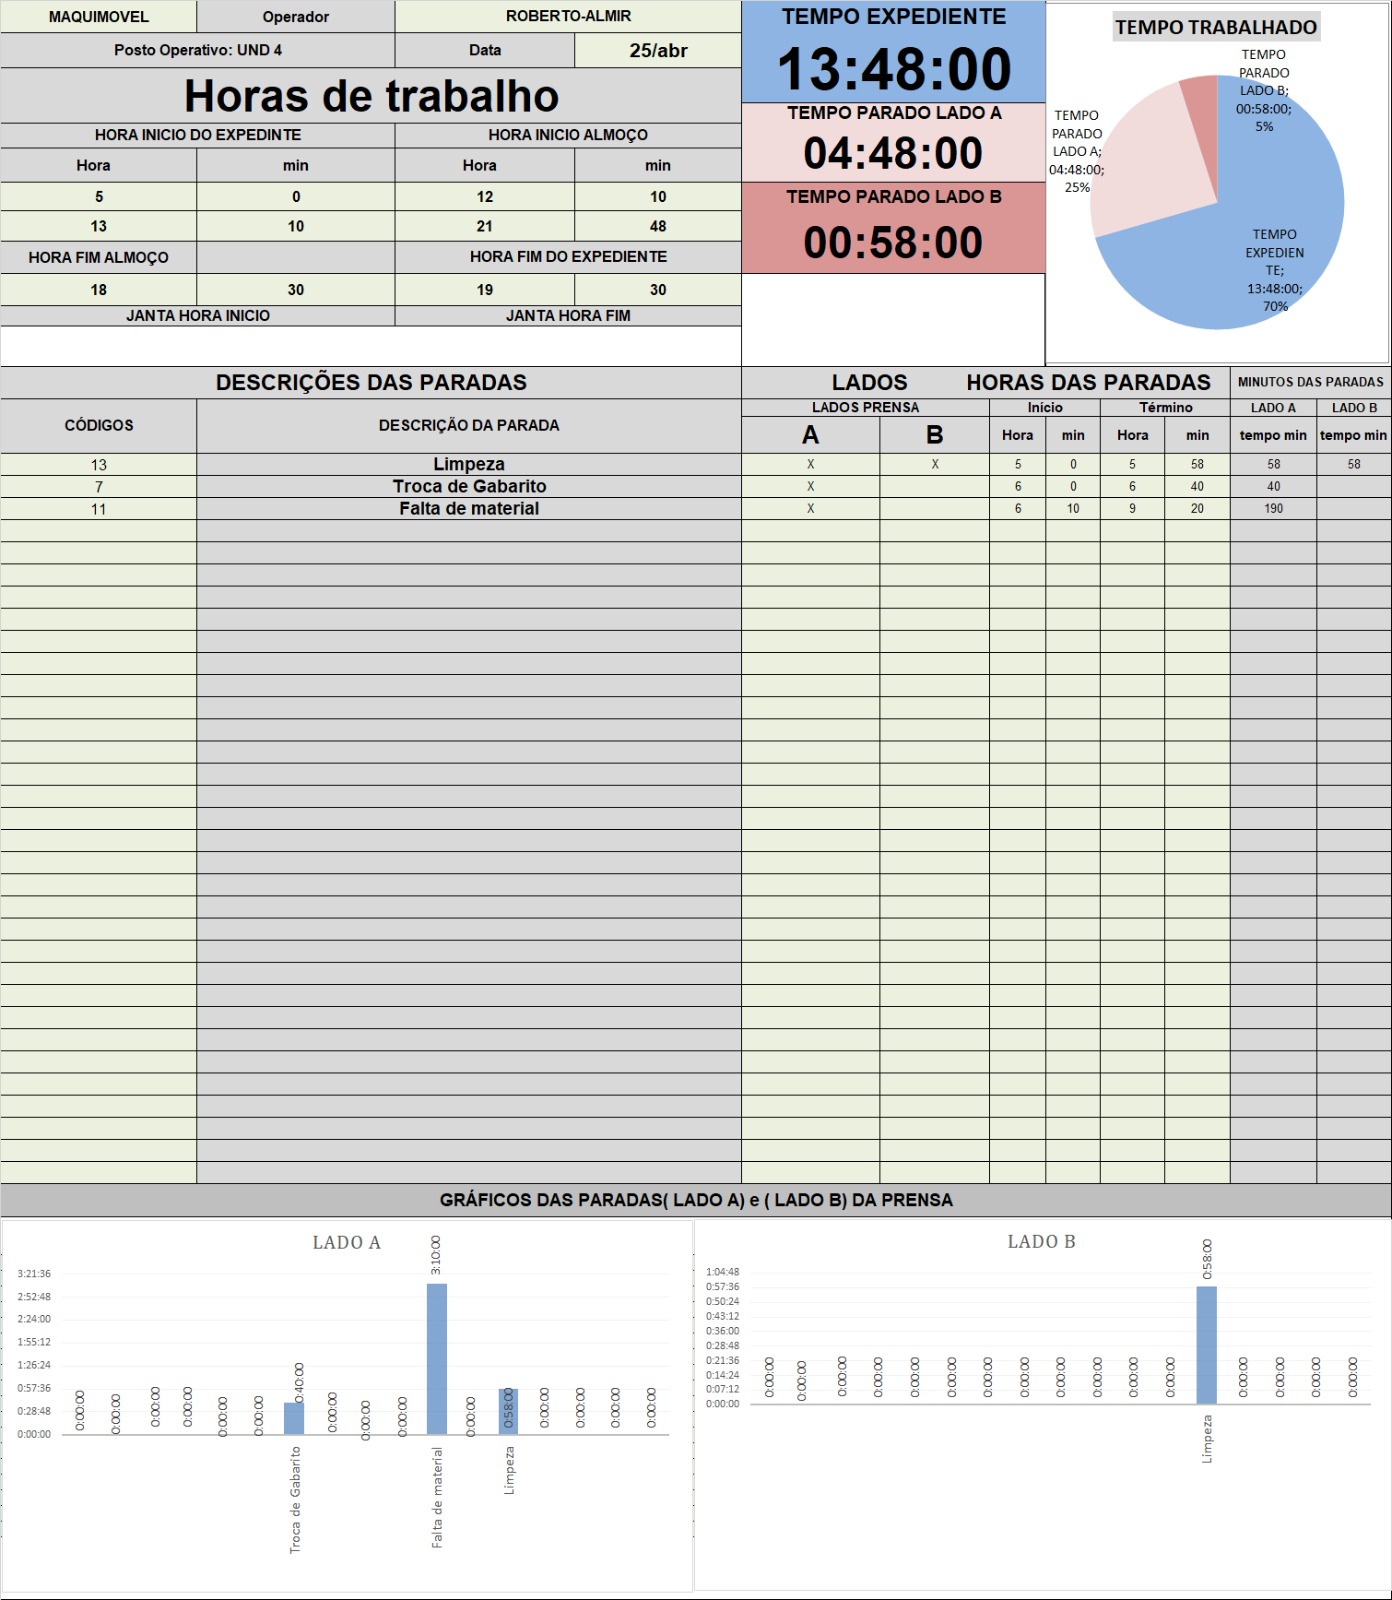 MAQUIMOVEL Operador ROBERTO-ALMIR
Posto Operativo: UND 4 Data 25/abr
Horas de trabalho
HORA INICIO DO EXPEDINTE HORA INICIO ALMOÇO
Hora min Hora min
5 0 12 10
13 10 21 48
HORA FIM ALMOÇO HORA FIM DO EXPEDIENTE
18 30 19 30
JANTA HORA INICIO JANTA HORA FIM
TEMPO EXPEDIENTE
13:48:00
TEMPO PARADO LADO A
04:48:00
TEMPO PARADO LADO B
00:58:00
TEMPO TRABALHADO
TEMPO
PARADO
LADO B;
00:58:00;
5%
TEMPO
PARADO
LADO A;
04:48:00;
25%
TEMPO
EXPEDIEN
TE;
13:48:00;
70%
DESCRIÇÕES DAS PARADAS LADOS HORAS DAS PARADAS MINUTOS DAS PARADAS
CÓDIGOS DESCRIÇÃO DA PARADA LADOS PRENSA Início Término LADO A LADO B
A B Hora min Hora min tempo min tempo min
13 Limpeza X X 5 0 5 58 58 58
7 Troca de Gabarito X 6 0 6 40 40
11 Falta de material X 6 10 9 20 190
GRÁFICOS DAS PARADAS( LADO A) e ( LADO B) DA PRENSA
LADO A
3:21:36
2:52:48
2:24:00
1:55:12
1:26:24
0:57:36
0:28:48
0:00:00
0:00:00 0:00:00 0:00:00 0:00:00 0:00:00 0:00:00 0:40:00 0:00:00 0:00:00 0:00:00 3:10:00 0:00:00 0:58:00 0:00:00 0:00:00 0:00:00 0:00:00
Troca de Gabarito
Falta de material
Limpeza
LADO B
1:04:48
0:57:36
0:50:24
0:43:12
0:36:00
0:28:48
0:21:36
0:14:24
0:07:12
0:00:00
0:00:00 0:00:00 0:00:00 0:00:00 0:00:00 0:00:00 0:00:00 0:00:00 0:00:00 0:00:00 0:00:00 0:00:00 0:58:00 0:00:00 0:00:00 0:00:00 0:00:00
Limpeza